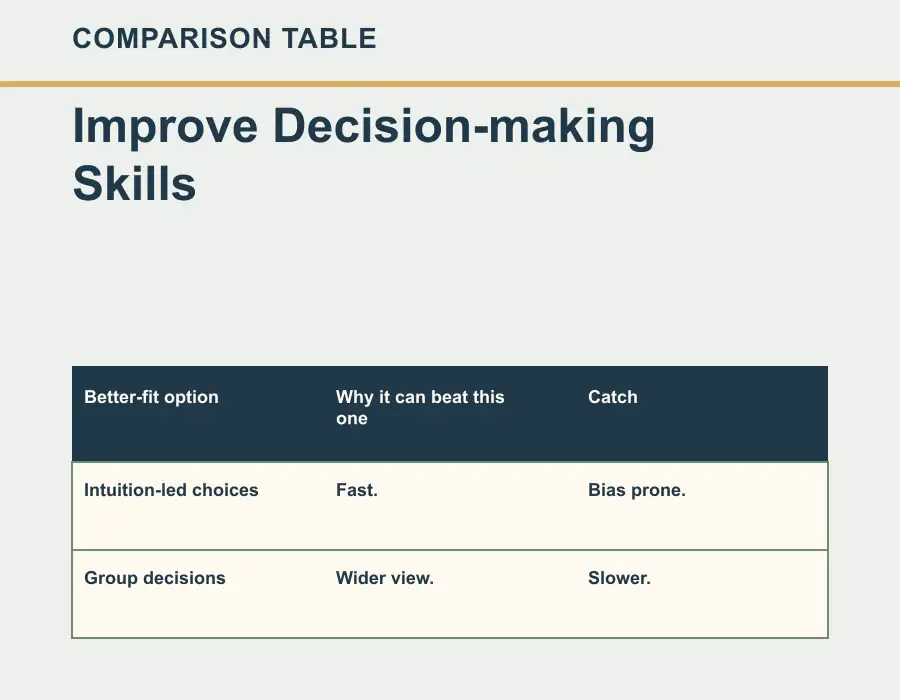 COMPARISON TABLE
Improve Decision-making
Skills
Better-fit option
Why it can beat this
one
Catch
Intuition-led choices
Fast.
Bias prone.
Group decisions
Wider view.
Slower.